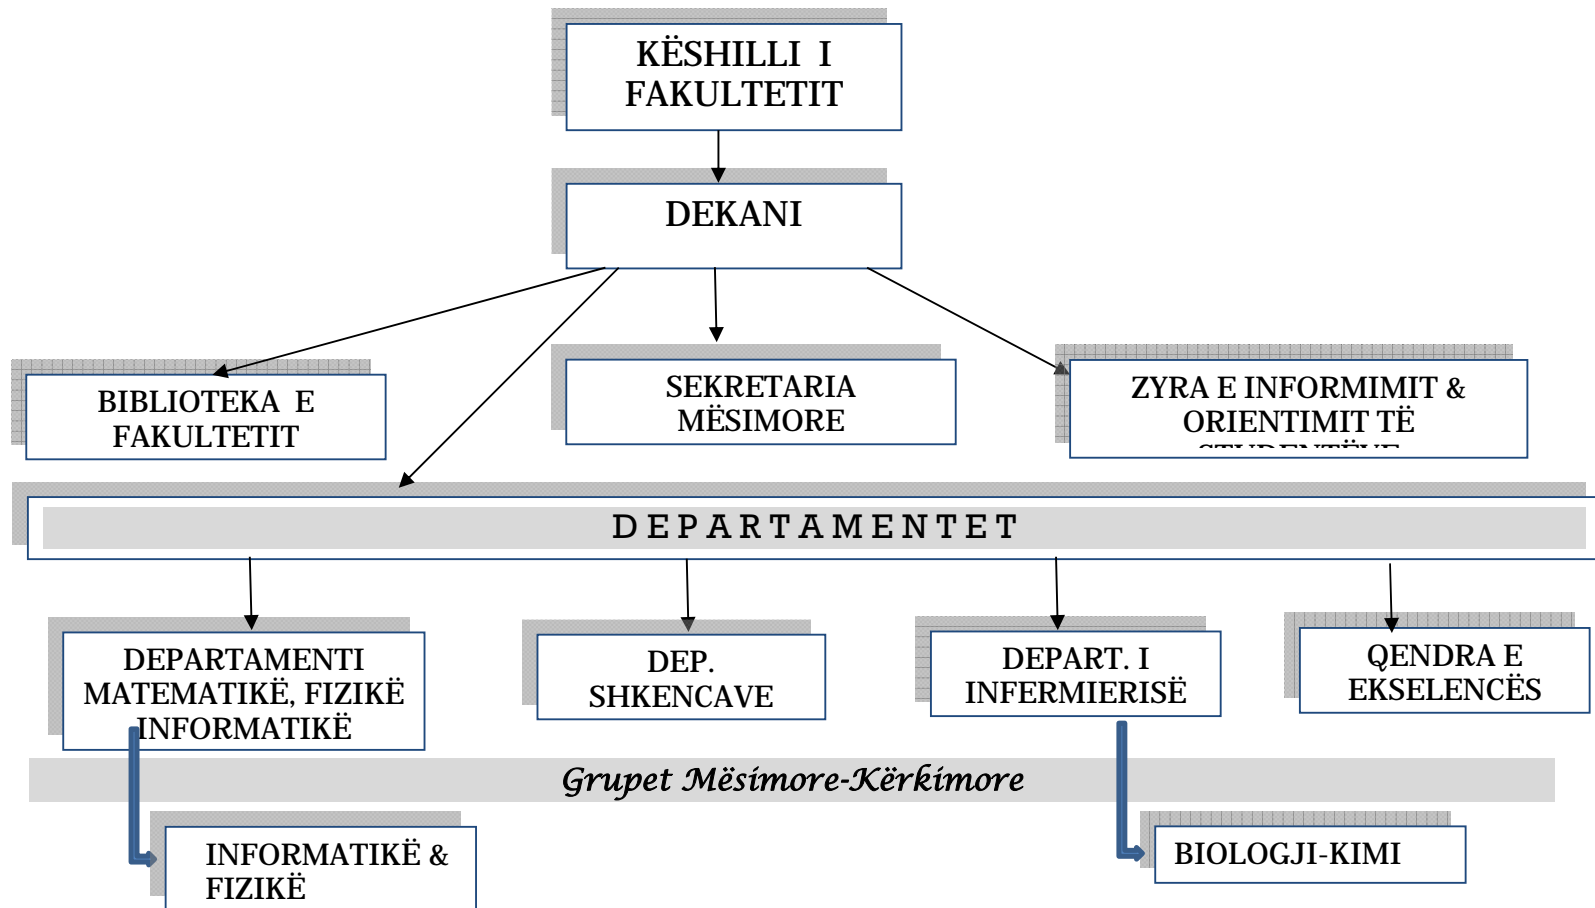 KËSHILLI I
FAKULTETIT
DEKANI
BIBLIOTEKA E
FAKULTETIT
SEKRETARIA
MËSIMORE
ZYRA E INFORMIMIT &
ORIENTIMIT TË
DEPARTAMENTET
DEPARTAMENTI
MATEMATIKË, FIZIKË
INFORMATIKË
DEP.
SHKENCAVE
DEPART. I
INFERMIERISË
QENDRA E
EKSELENCËS
Grupet Mësimore-Kërkimore
INFORMATIKË &
FIZIKË
BIOLOGJI-KIMI